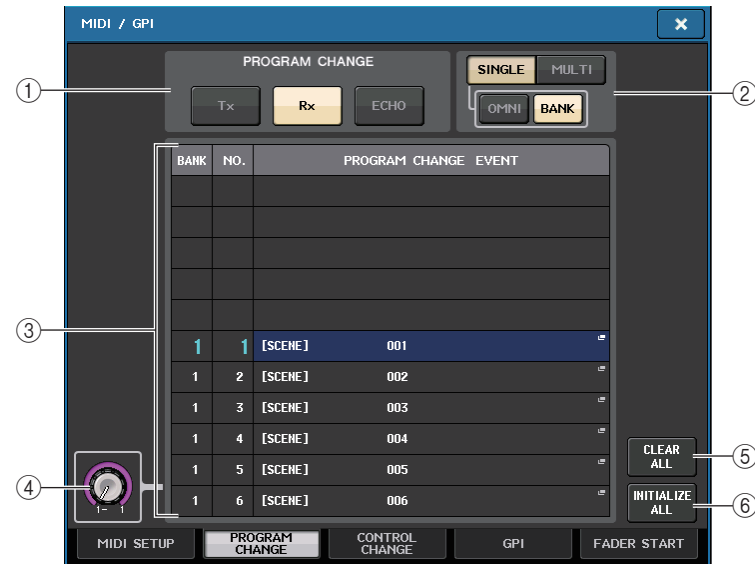 MIDI / GPI
PROGRAM CHANGE
Tx
Rx
ECHO
SINGLE
MULTI
OMNI
BANK
1
2
BANK NO. PROGRAM CHANGE EVENT
1 1 [SCENE] 001
1 2 [SCENE] 002
1 3 [SCENE] 003
1 4 [SCENE] 004
1 5 [SCENE] 005
1 6 [SCENE] 006
3
4
1- 1
CLEAR
ALL
5
INITIALIZE
ALL
6
MIDI SETUP
PROGRAM
CHANGE
CONTROL
CHANGE
GPI
FADER START